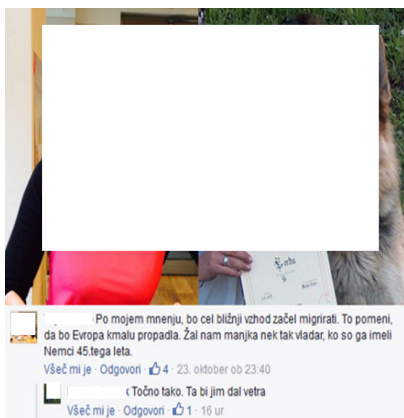 Po mojem mnenju, bo cel bližnji vzhod začel migrirati. To pomeni,
da bo Evropa kmalu propadla. Žal nam manjka nek tak vladar, ko so ga imeli
Nemci 45.tega leta.
Všeč mi je · Odgovori · 4 · 23. oktober ob 23:40
k Točno tako. Ta bi jim dal vetra
Všeč mi je · Odgovori · 1 · 16 ur